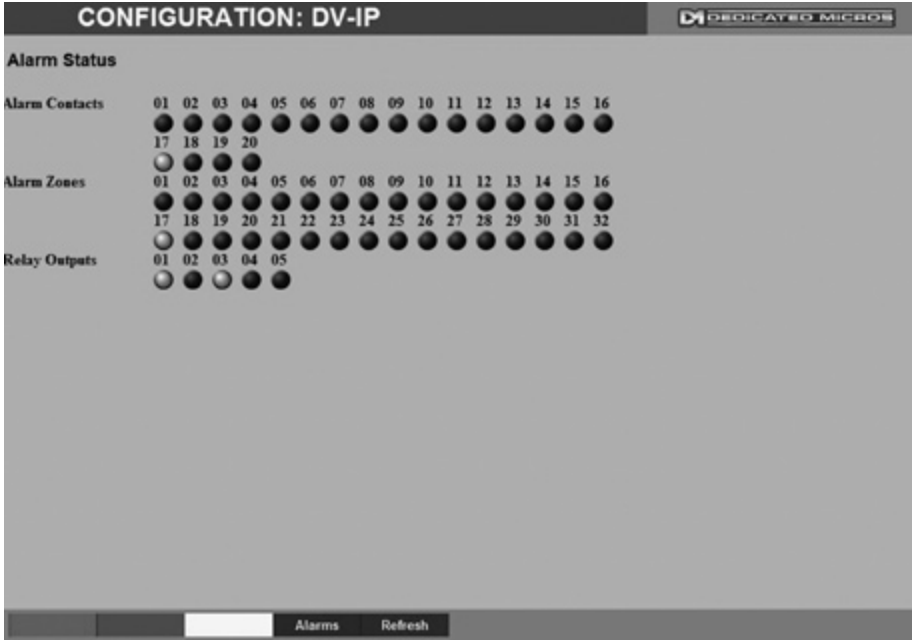 CONFIGURATION: DV-IP
DEDICATED MICROS
Alarm Status
Alarm Contacts 01 02 03 04 05 06 07 08 09 10 11 12 13 14 15 16
17 18 19 20
Alarm Zones 01 02 03 04 05 06 07 08 09 10 11 12 13 14 15 16
17 18 19 20 21 22 23 24 25 26 27 28 29 30 31 32
Relay Outputs 01 02 03 04 05
Alarms Refresh